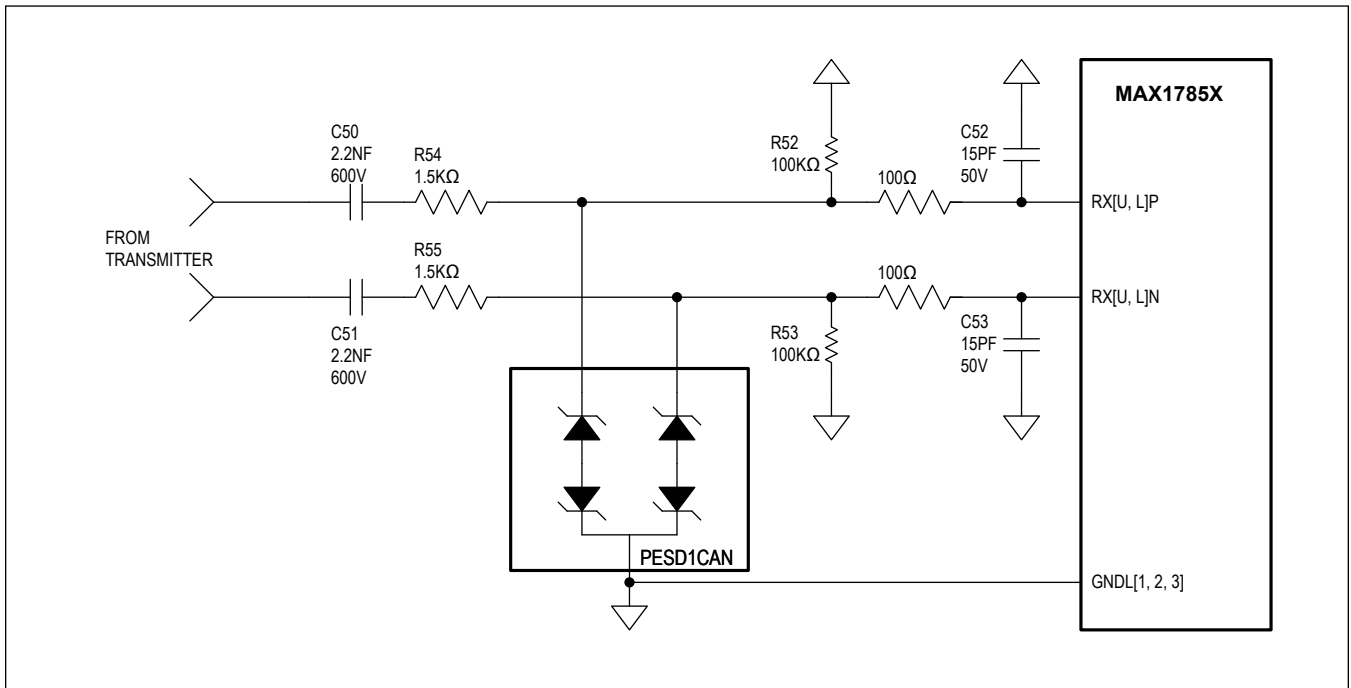 MAX1785X
C50
2.2NF
600V
R54
1.5KΩ
R52
100KΩ
100Ω
C52
15PF
50V
RX[U, L]P
FROM
TRANSMITTER
R55
1.5KΩ
C51
2.2NF
600V
R53
100KΩ
100Ω
C53
15PF
50V
RX[U, L]N
PESD1CAN
GNDL[1, 2, 3]